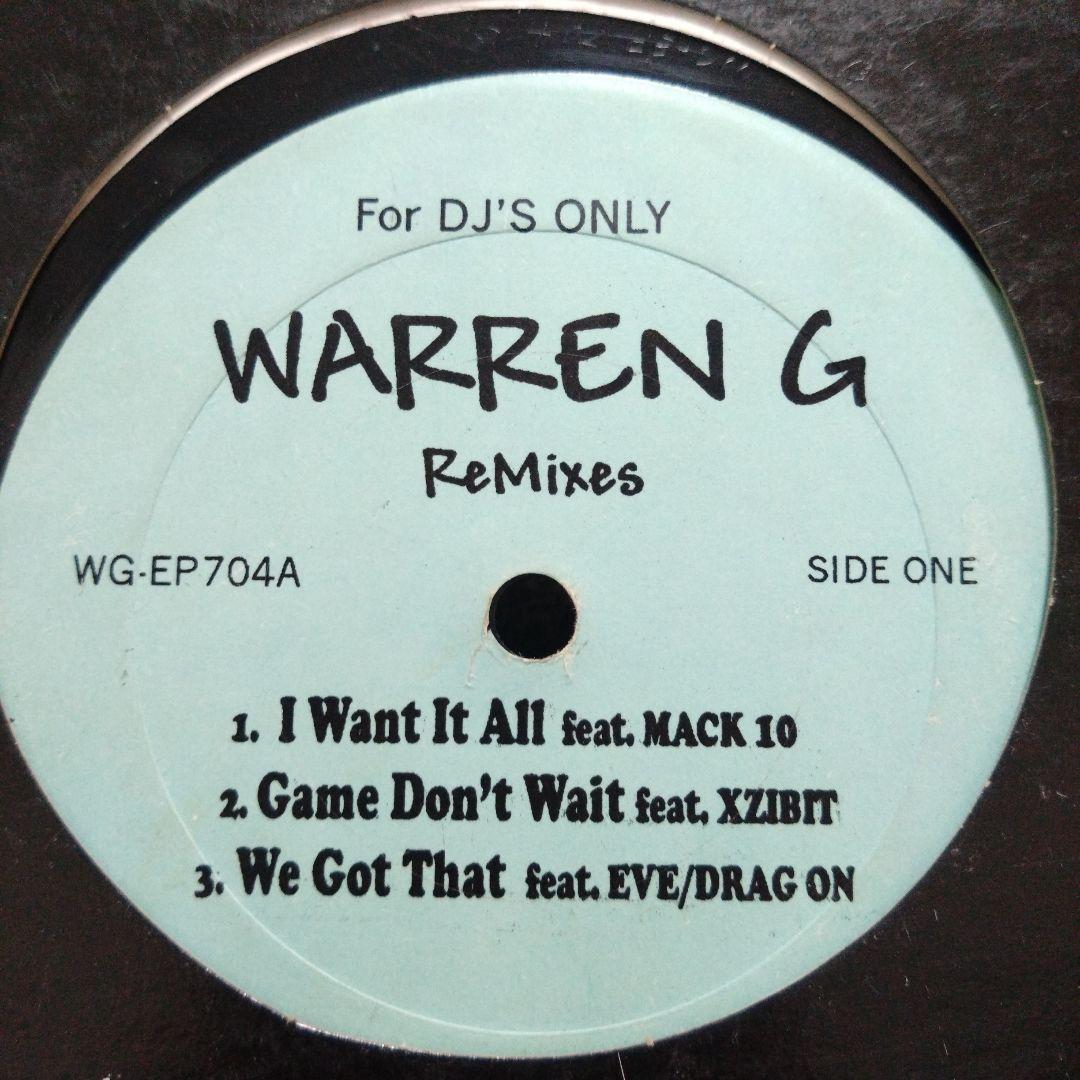 For DJ'S ONLY
WARREN G
ReMixes
WG-EP704A
SIDE ONE
1. I Want It All feat. MACK 10
2. Game Don't Wait feat. XZIBIT
3. We Got That feat. EVE/DRAG ON